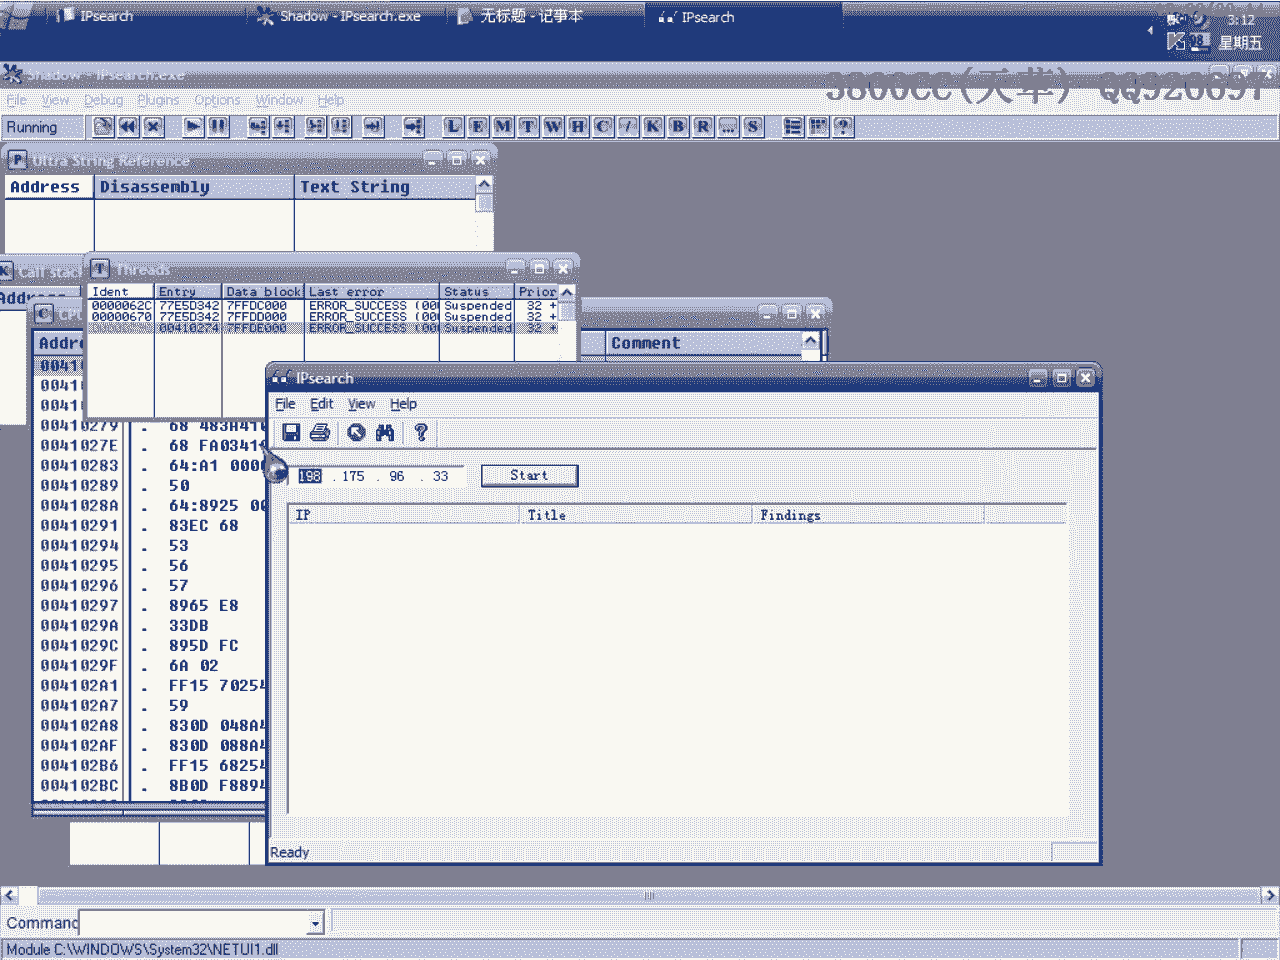 IPsearch
Shadow - IPsearch.exe
无标题 - 记事本
IPsearch
3:12
星期五
Shadow - IPsearch.exe
3800CC(天草) QQ920697
File View Debug Plugins Options Window Help
Running
L E M T W H C / K B R ... S
Ultra String Reference
Address Disassembly Text String
Call stack
Threads
Ident Entry Data block Last error Status Prior
0000062C 77E5D342 7FFDC000 ERROR_SUCCESS (00 Suspended 32 +
00000670 77E5D342 7FFDD000 ERROR_SUCCESS (00 Suspended 32 +
00410274 7FFDE000 ERROR_SUCCESS (00 Suspended 32 +
Comment
IPsearch
File Edit View Help
198 . 175 . 96 . 33 Start
IP Title Findings
00410279 . 68 483A410
0041027E . 68 FA03410
00410283 . 64:A1 0000
00410289 . 50
0041028A . 64:8925 00
00410291 . 83EC 68
00410294 . 53
00410295 . 56
00410296 . 57
00410297 . 8965 E8
0041029A . 33DB
0041029C . 895D FC
0041029F . 6A 02
004102A1 . FF15 70254
004102A7 . 59
004102A8 . 830D 048A4
004102AF . 830D 088A4
004102B6 . FF15 68254
004102BC . 8B0D F8894
Ready
Command
Module C:\WINDOWS\System32\NETUI1.dll